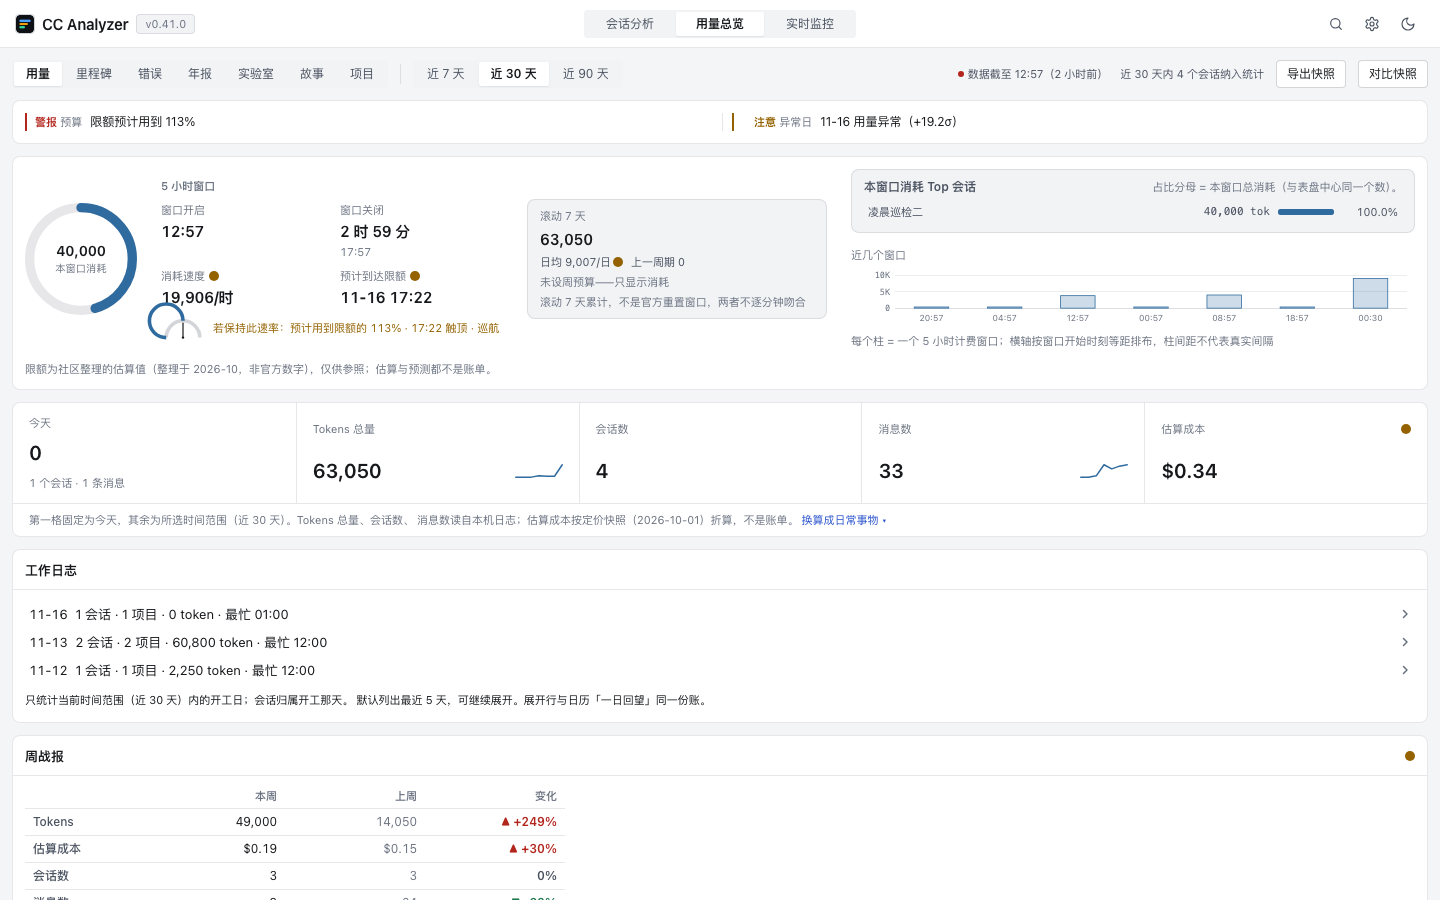 CC Analyzer v0.41.0
会话分析 用量总览 实时监控
用量 里程碑 错误 年报 实验室 故事 项目 近 7 天 近 30 天 近 90 天
数据截至 12:57（2 小时前） 近 30 天内 4 个会话纳入统计 导出快照 对比快照
警报 预算 限额预计用到 113%
注意 异常日 11-16 用量异常（+19.2σ）
40,000
本窗口消耗
5 小时窗口
窗口开启
12:57
窗口关闭
2 时 59 分
17:57
消耗速度
19,906/时
预计到达限额
11-16 17:22
若保持此速率：预计用到限额的 113% · 17:22 触顶 · 巡航
滚动 7 天
63,050
日均 9,007/日 上一周期 0
未设周预算——只显示消耗
滚动 7 天累计，不是官方重置窗口，两者不逐分钟吻合
本窗口消耗 Top 会话 占比分母 = 本窗口总消耗（与表盘中心同一个数）。
凌晨巡检二 40,000 tok 100.0%
近几个窗口
10K
5K
0
20:57 04:57 12:57 00:57 08:57 18:57 00:30
每个柱 = 一个 5 小时计费窗口；横轴按窗口开始时刻等距排布，柱间距不代表真实间隔
限额为社区整理的估算值（整理于 2026-10，非官方数字），仅供参照；估算与预测都不是账单。
今天
0
1 个会话 · 1 条消息
Tokens 总量
63,050
会话数
4
消息数
33
估算成本
$0.34
第一格固定为今天，其余为所选时间范围（近 30 天）。Tokens 总量、会话数、 消息数读自本机日志；估算成本按定价快照（2026-10-01）折算，不是账单。 换算成日常事物
工作日志
11-16 1 会话 · 1 项目 · 0 token · 最忙 01:00
11-13 2 会话 · 2 项目 · 60,800 token · 最忙 12:00
11-12 1 会话 · 1 项目 · 2,250 token · 最忙 12:00
只统计当前时间范围（近 30 天）内的开工日；会话归属开工那天。 默认列出最近 5 天，可继续展开。展开行与日历「一日回望」同一份账。
周战报
本周 上周 变化
Tokens 49,000 14,050 ▲ +249%
估算成本 $0.19 $0.15 ▲ +30%
会话数 3 3 0%